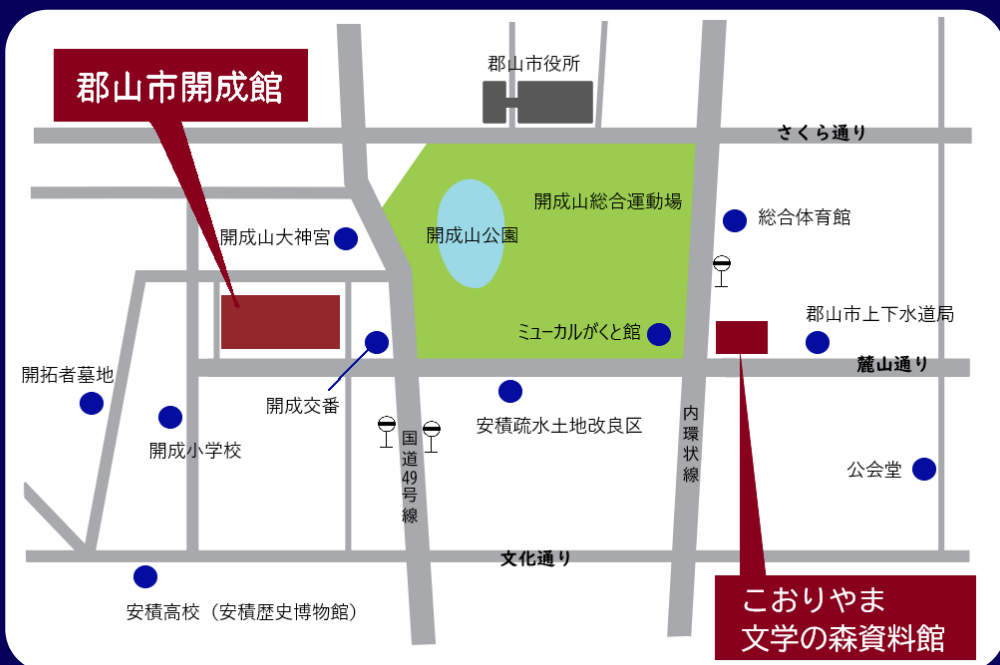 郡山市役所
郡山市開成館
さくら通り
開成山総合運動場
総合体育館
開成山大神宮
開成山公園
郡山市上下水道局
ミューカルがくと館
麓山通り
開拓者墓地
開成交番
安積疏水土地改良区
開成小学校
国道49号線
内環状線
公会堂
文化通り
安積高校（安積歴史博物館）
こおりやま
文学の森資料館